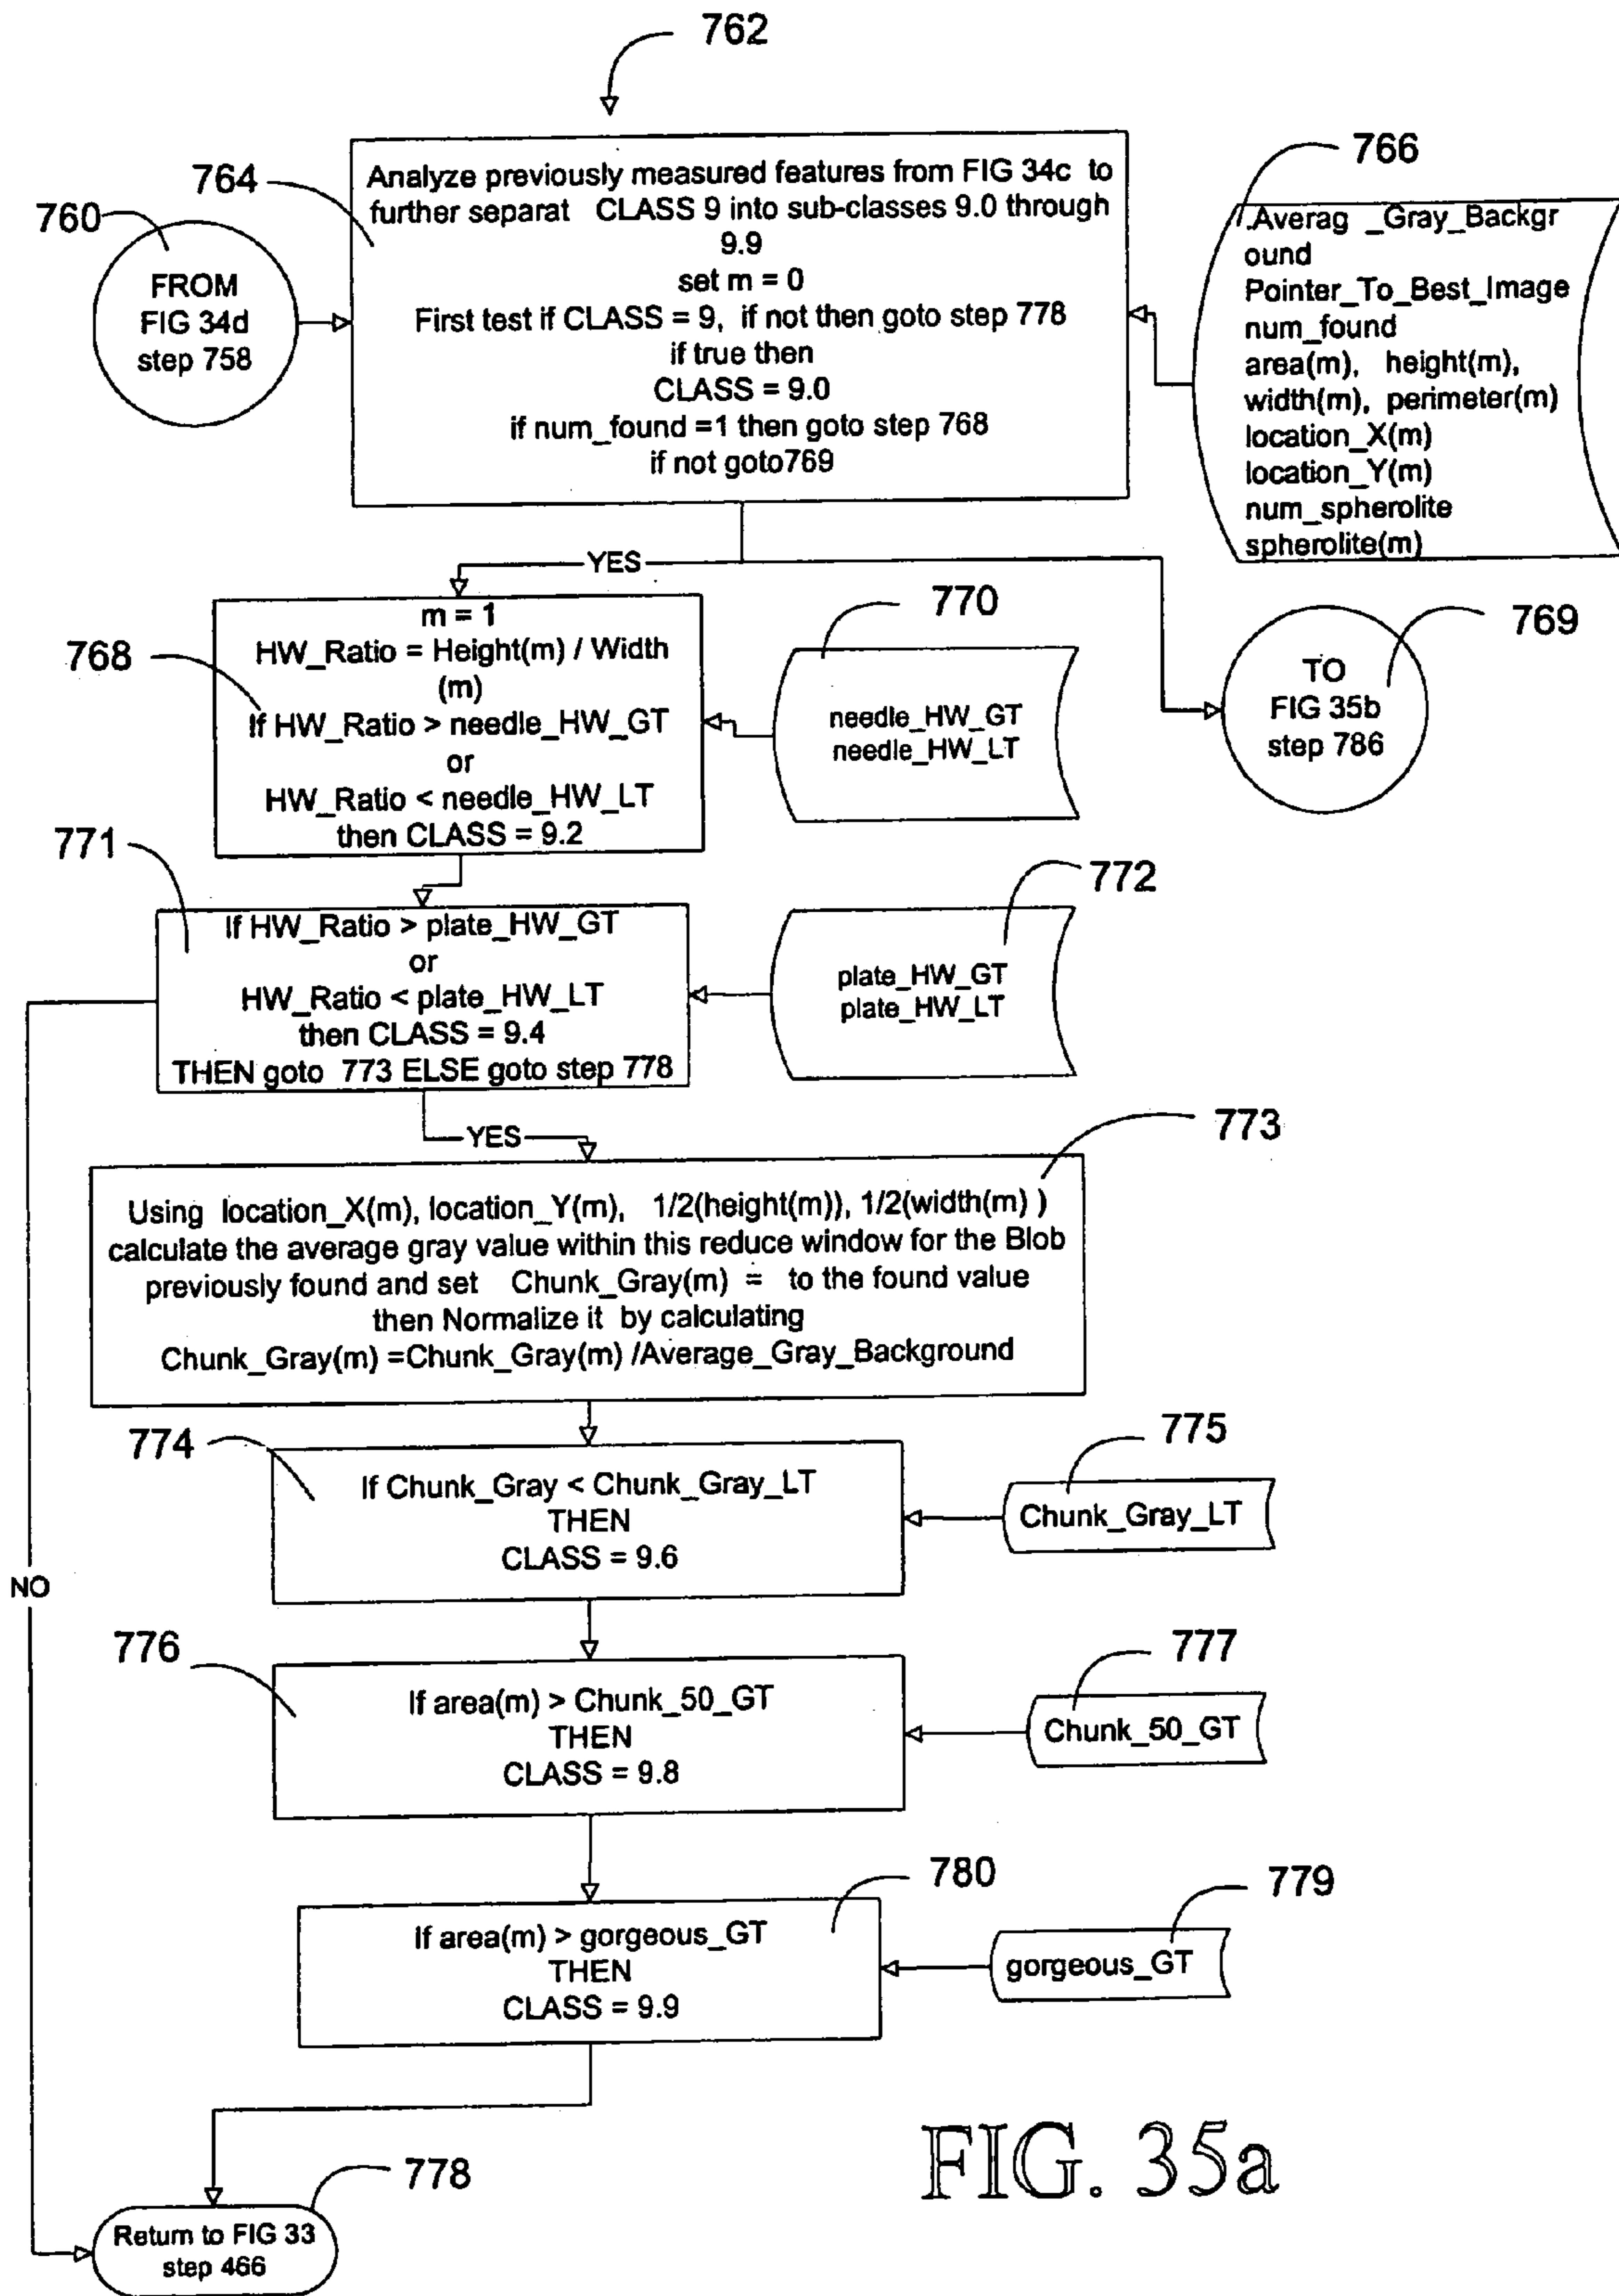 762
764
Analyze previously measured features from FIG 34c to
further separat CLASS 9 into sub-classes 9.0 through
9.9
set m = 0
First test if CLASS = 9, if not then goto step 778
if true then
CLASS = 9.0
if num_found =1 then goto step 768
if not goto769
760
FROM
FIG 34d
step 758
766
.Averag _Gray_Backgr
ound
Pointer_To_Best_Image
num_found
area(m), height(m),
width(m), perimeter(m)
location_X(m)
location_Y(m)
num_spherolite
spherolite(m)
YES
768
m = 1
HW_Ratio = Height(m) / Width
(m)
If HW_Ratio > needle_HW_GT
or
HW_Ratio < needle_HW_LT
then CLASS = 9.2
770
needle_HW_GT
needle_HW_LT
769
TO
FIG 35b
step 786
771
If HW_Ratio > plate_HW_GT
or
HW_Ratio < plate_HW_LT
then CLASS = 9.4
THEN goto 773 ELSE goto step 778
772
plate_HW_GT
plate_HW_LT
YES
773
Using location_X(m), location_Y(m), 1/2(height(m)), 1/2(width(m) )
calculate the average gray value within this reduce window for the Blob
previously found and set Chunk_Gray(m) = to the found value
then Normalize it by calculating
Chunk_Gray(m) =Chunk_Gray(m) /Average_Gray_Background
774
If Chunk_Gray < Chunk_Gray_LT
THEN
CLASS = 9.6
775
Chunk_Gray_LT
NO
776
If area(m) > Chunk_50_GT
THEN
CLASS = 9.8
777
Chunk_50_GT
780
If area(m) > gorgeous_GT
THEN
CLASS = 9.9
779
gorgeous_GT
778
Return to FIG 33
step 466
FIG. 35a